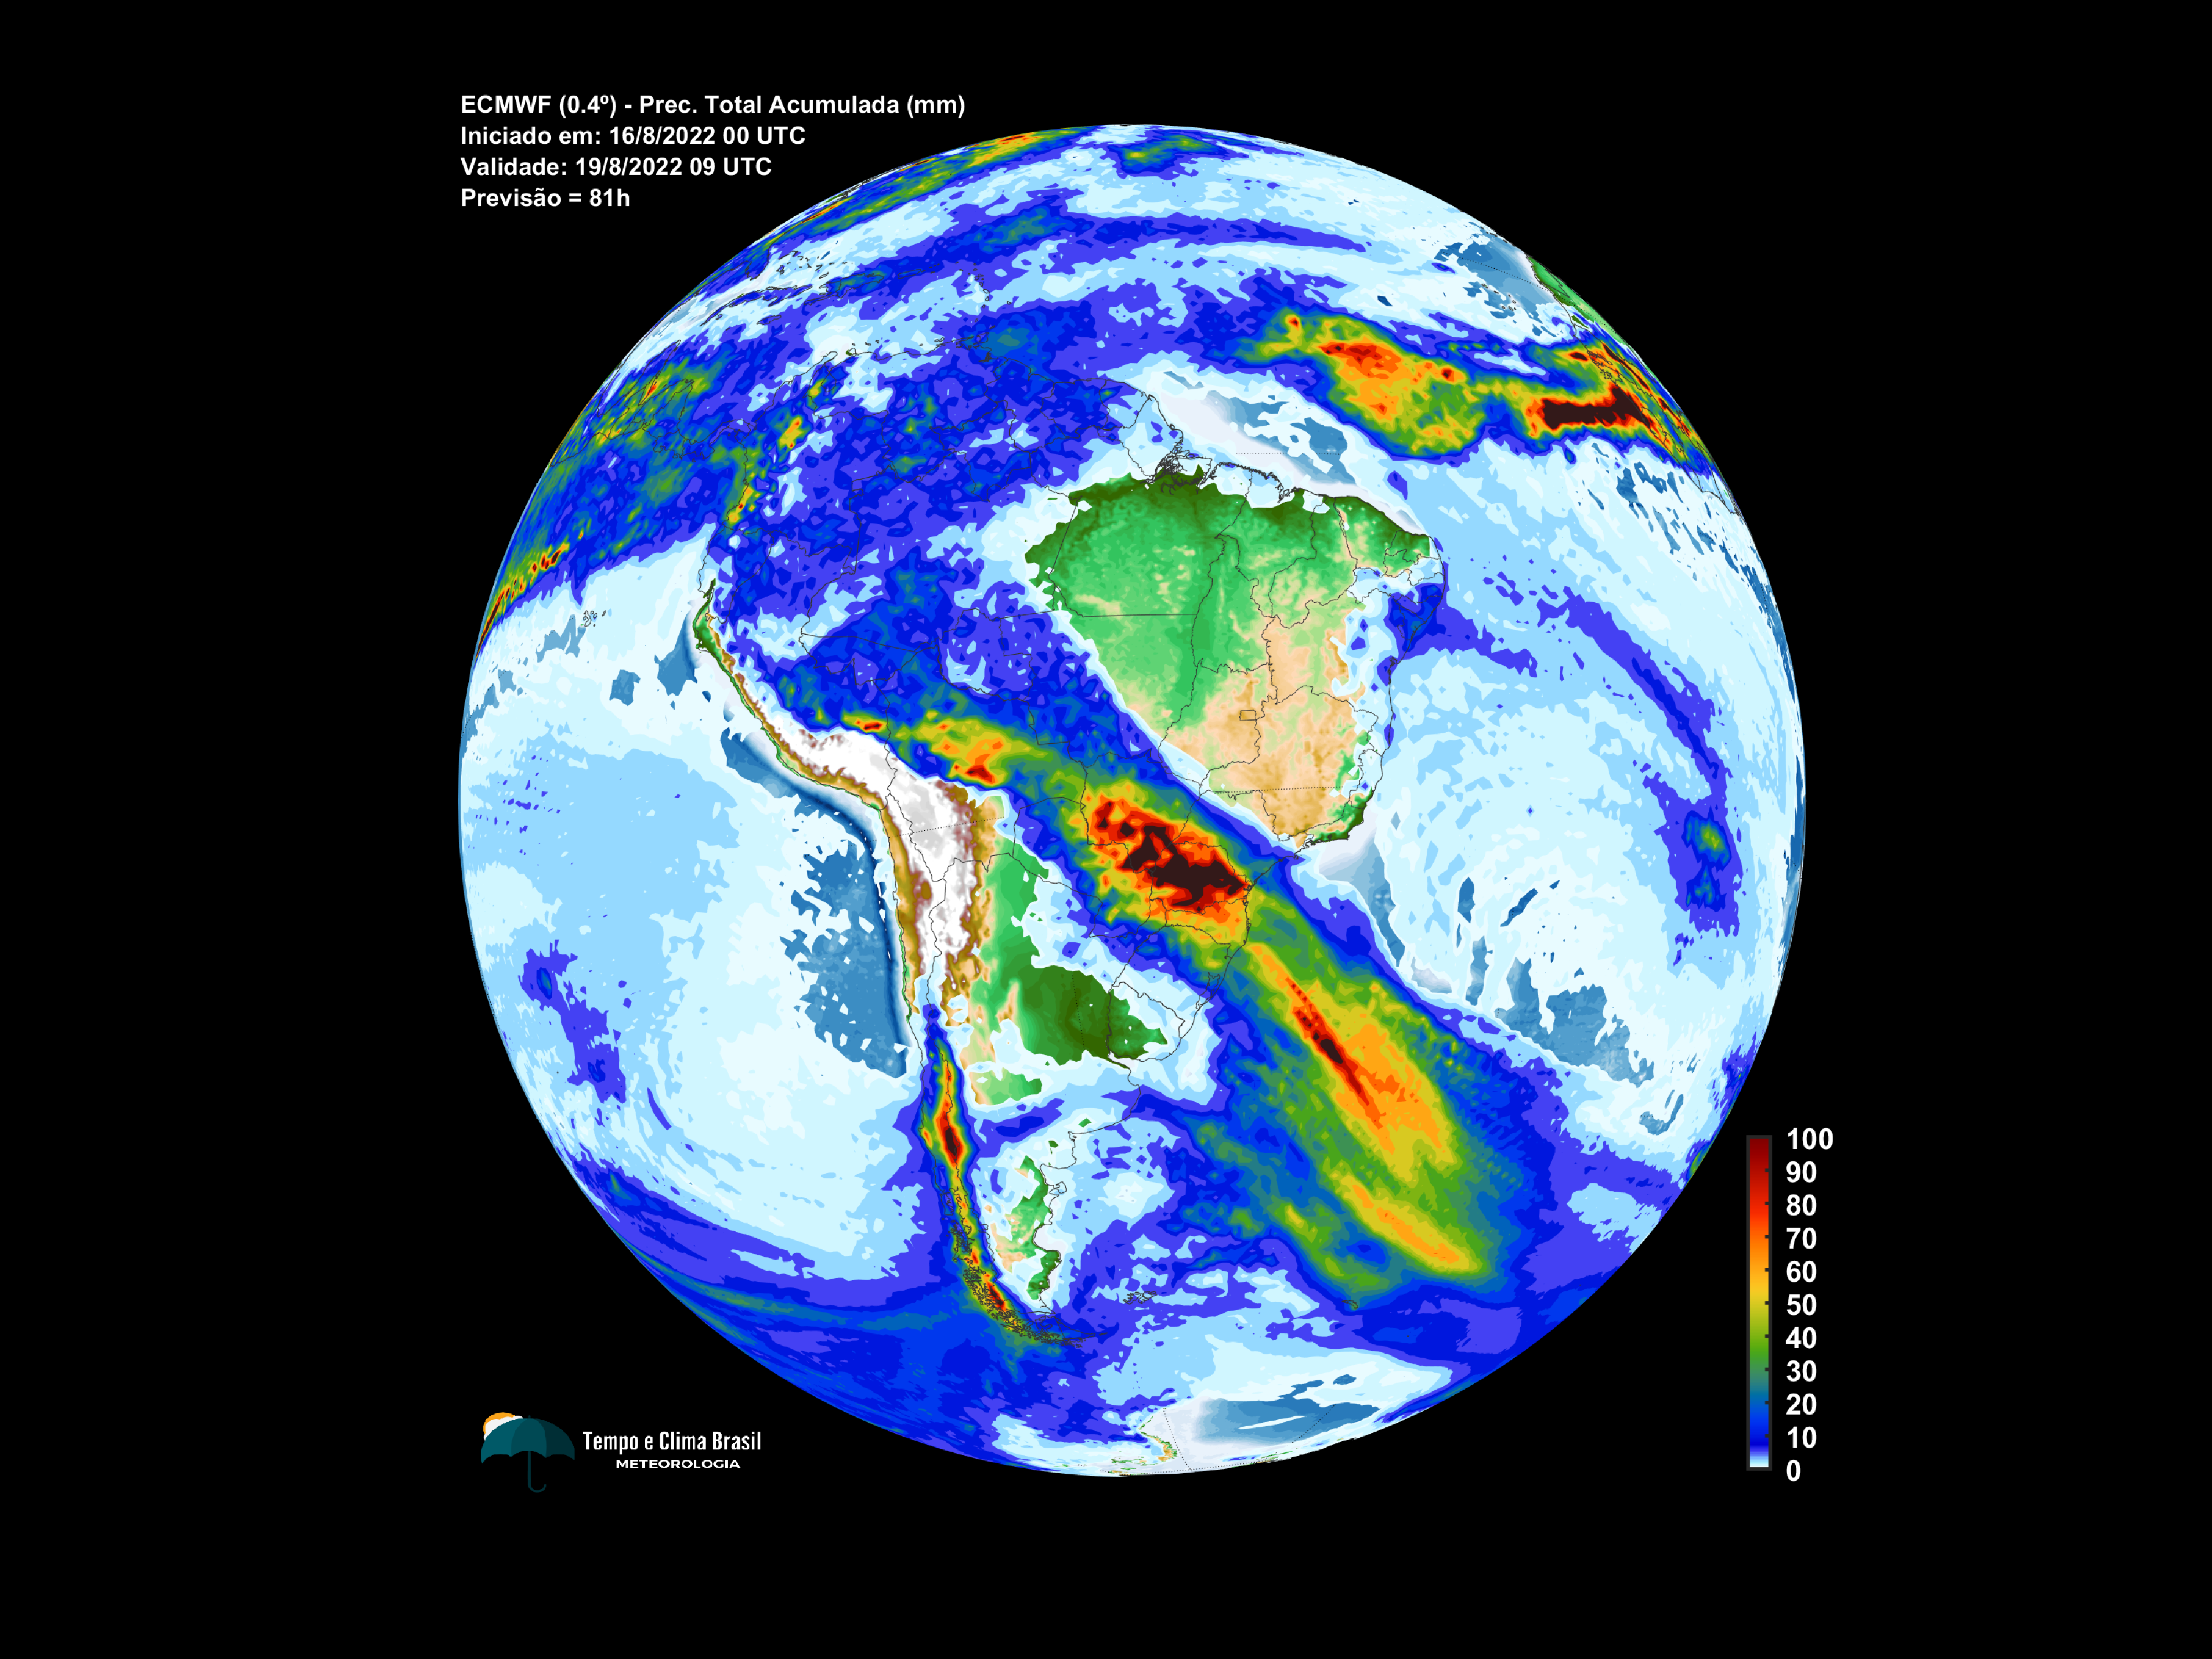 ECMWF (0.4º) - Prec. Total Acumulada (mm)
Iniciado em: 16/8/2022 00 UTC
Validade: 19/8/2022 09 UTC
Previsão = 81h
100
90
80
70
60
50
40
30
20
10
0
Tempo e Clima Brasil
METEOROLOGIA